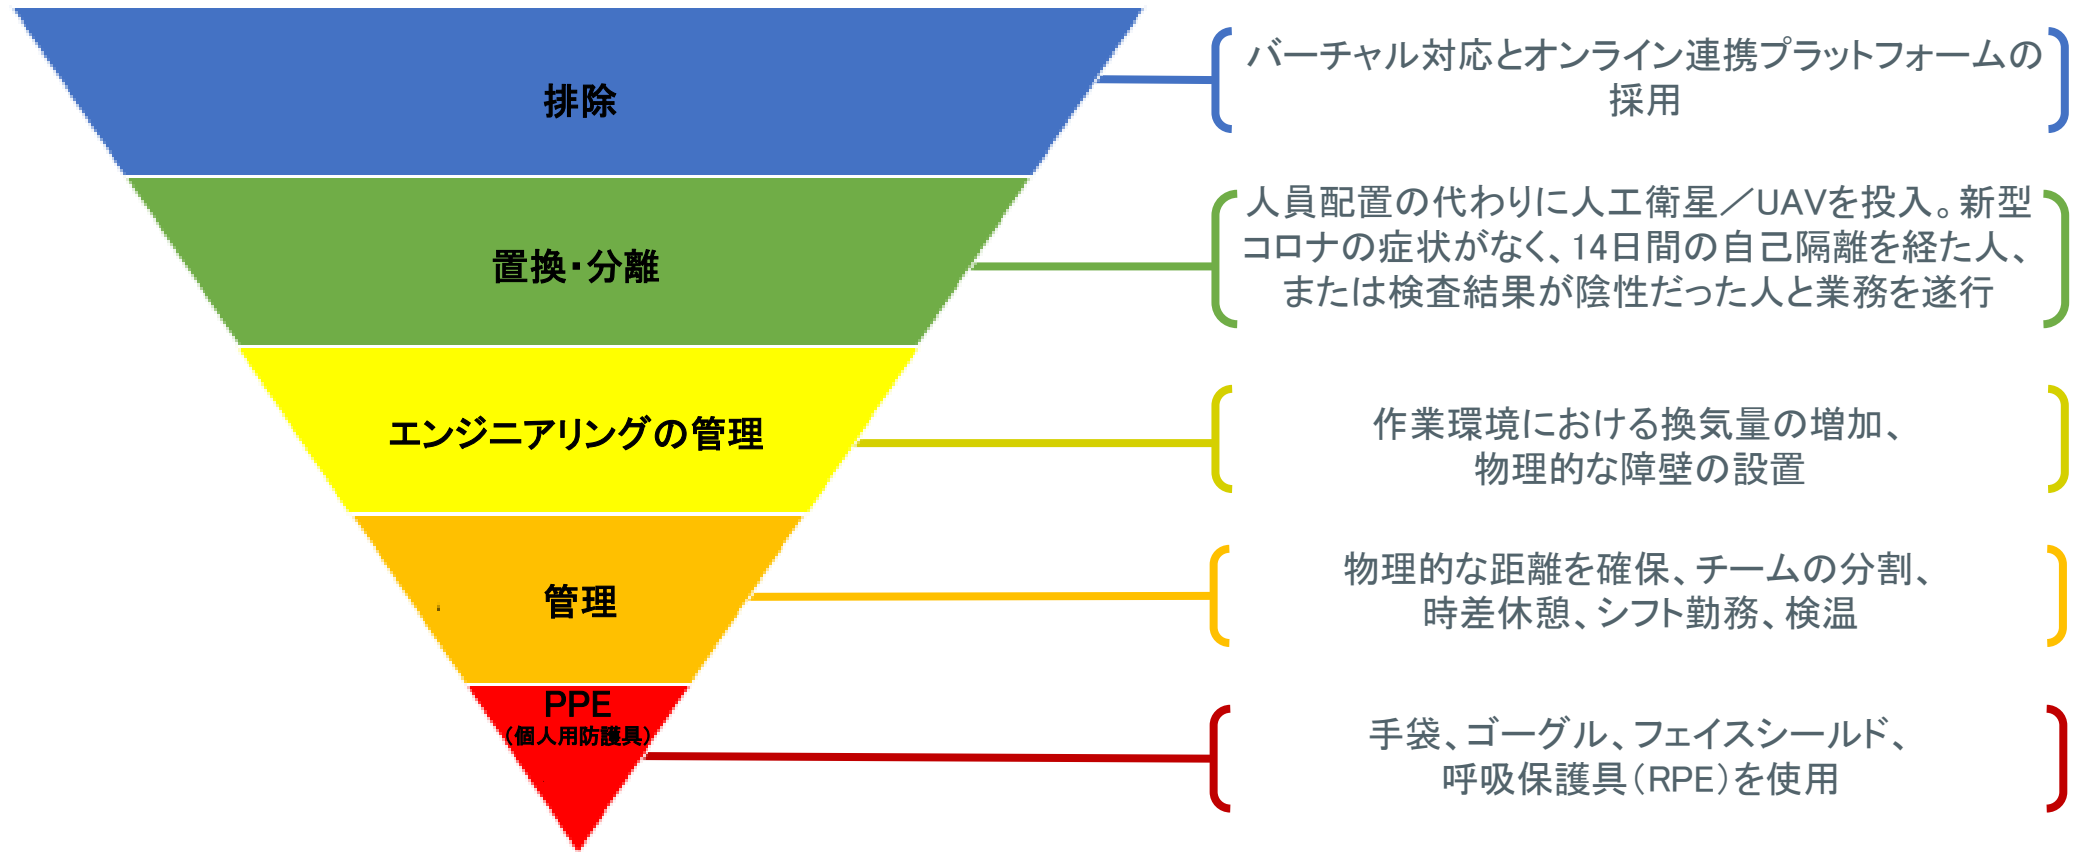 排除
バーチャル対応とオンライン連携プラットフォームの
採用
置換・分離
人員配置の代わりに人工衛星／UAVを投入。新型
コロナの症状がなく、14日間の自己隔離を経た人、
または検査結果が陰性だった人と業務を遂行
エンジニアリングの管理
作業環境における換気量の増加、
物理的な障壁の設置
管理
物理的な距離を確保、チームの分割、
時差休憩、シフト勤務、検温
PPE
（個人用防護具）
手袋、ゴーグル、フェイスシールド、
呼吸保護具（RPE）を使用